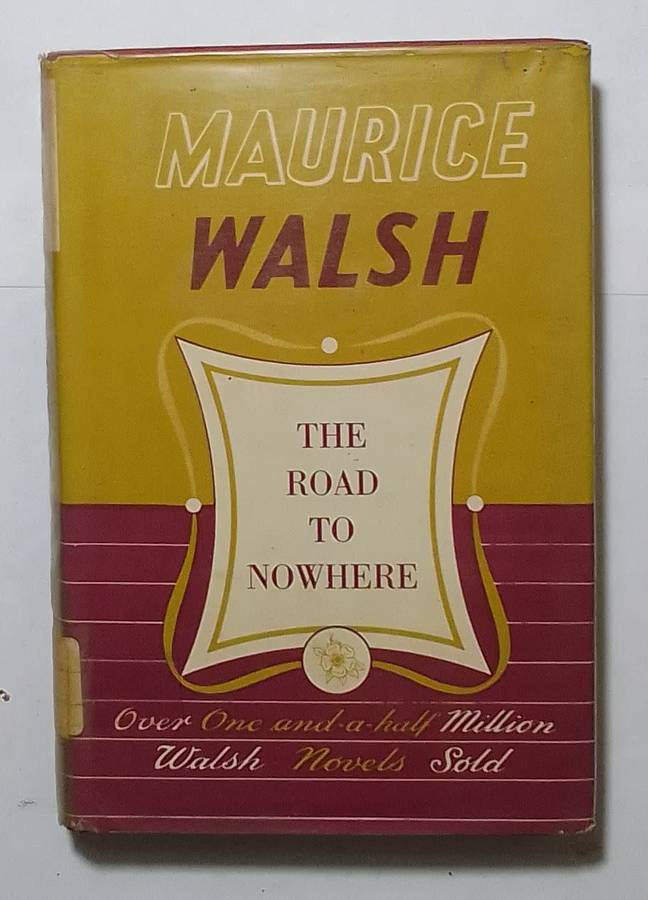 MAURICE
WALSH
THE
ROAD
TO
NOWHERE
Over One and-a-half Million
Walsh Novels Sold